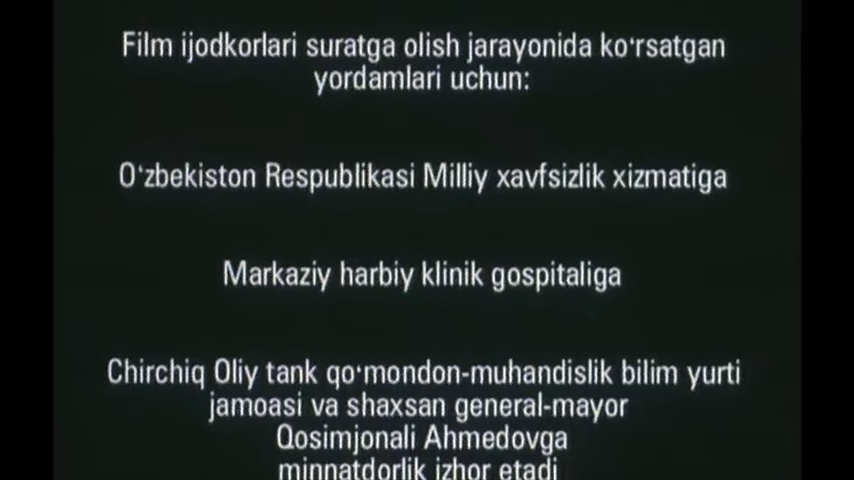 Film ijodkorlari suratga olish jarayonida ko‘rsatgan
yordamlari uchun:
O‘zbekiston Respublikasi Milliy xavfsizlik xizmatiga
Markaziy harbiy klinik gospitaliga
Chirchiq Oliy tank qo‘mondon-muhandislik bilim yurti
jamoasi va shaxsan general-mayor
Qosimjonali Ahmedovga
minnatdorlik izhor etadi